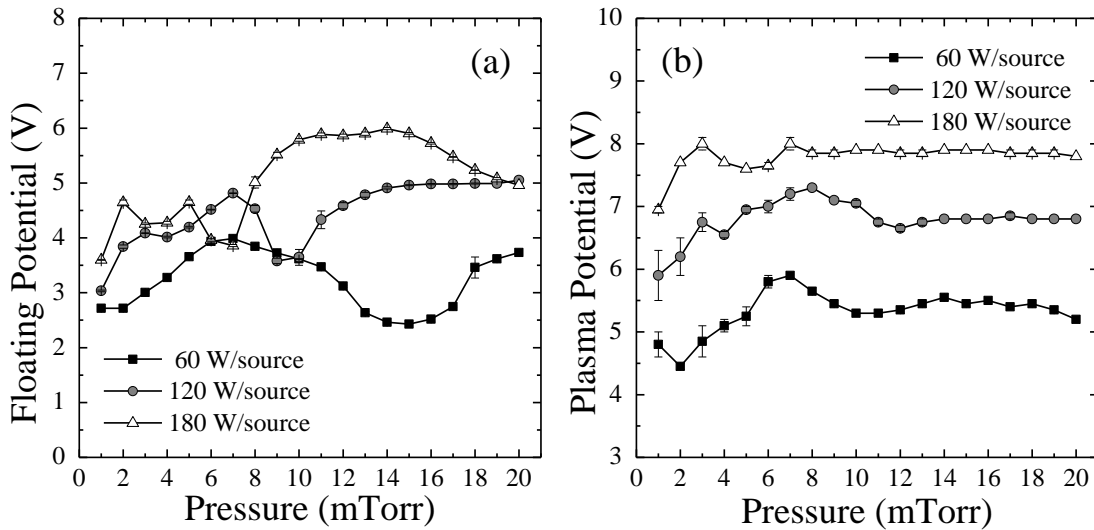 8
7
6
5
4
3
2
1
0
Floating Potential (V)
(a)
60 W/source
120 W/source
180 W/source
0 2 4 6 8 10 12 14 16 18 20
Pressure (mTorr)
10
9
8
7
6
5
4
3
Plasma Potential (V)
(b)
60 W/source
120 W/source
180 W/source
0 2 4 6 8 10 12 14 16 18 20
Pressure (mTorr)